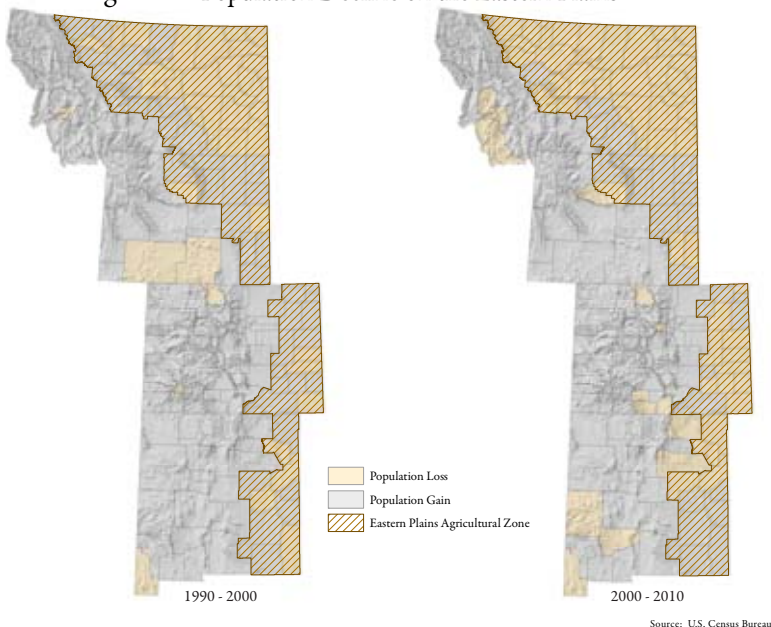 Population Loss
Population Gain
Eastern Plains Agricultural Zone
1990 - 2000
2000 - 2010
Source: U.S. Census Bureau